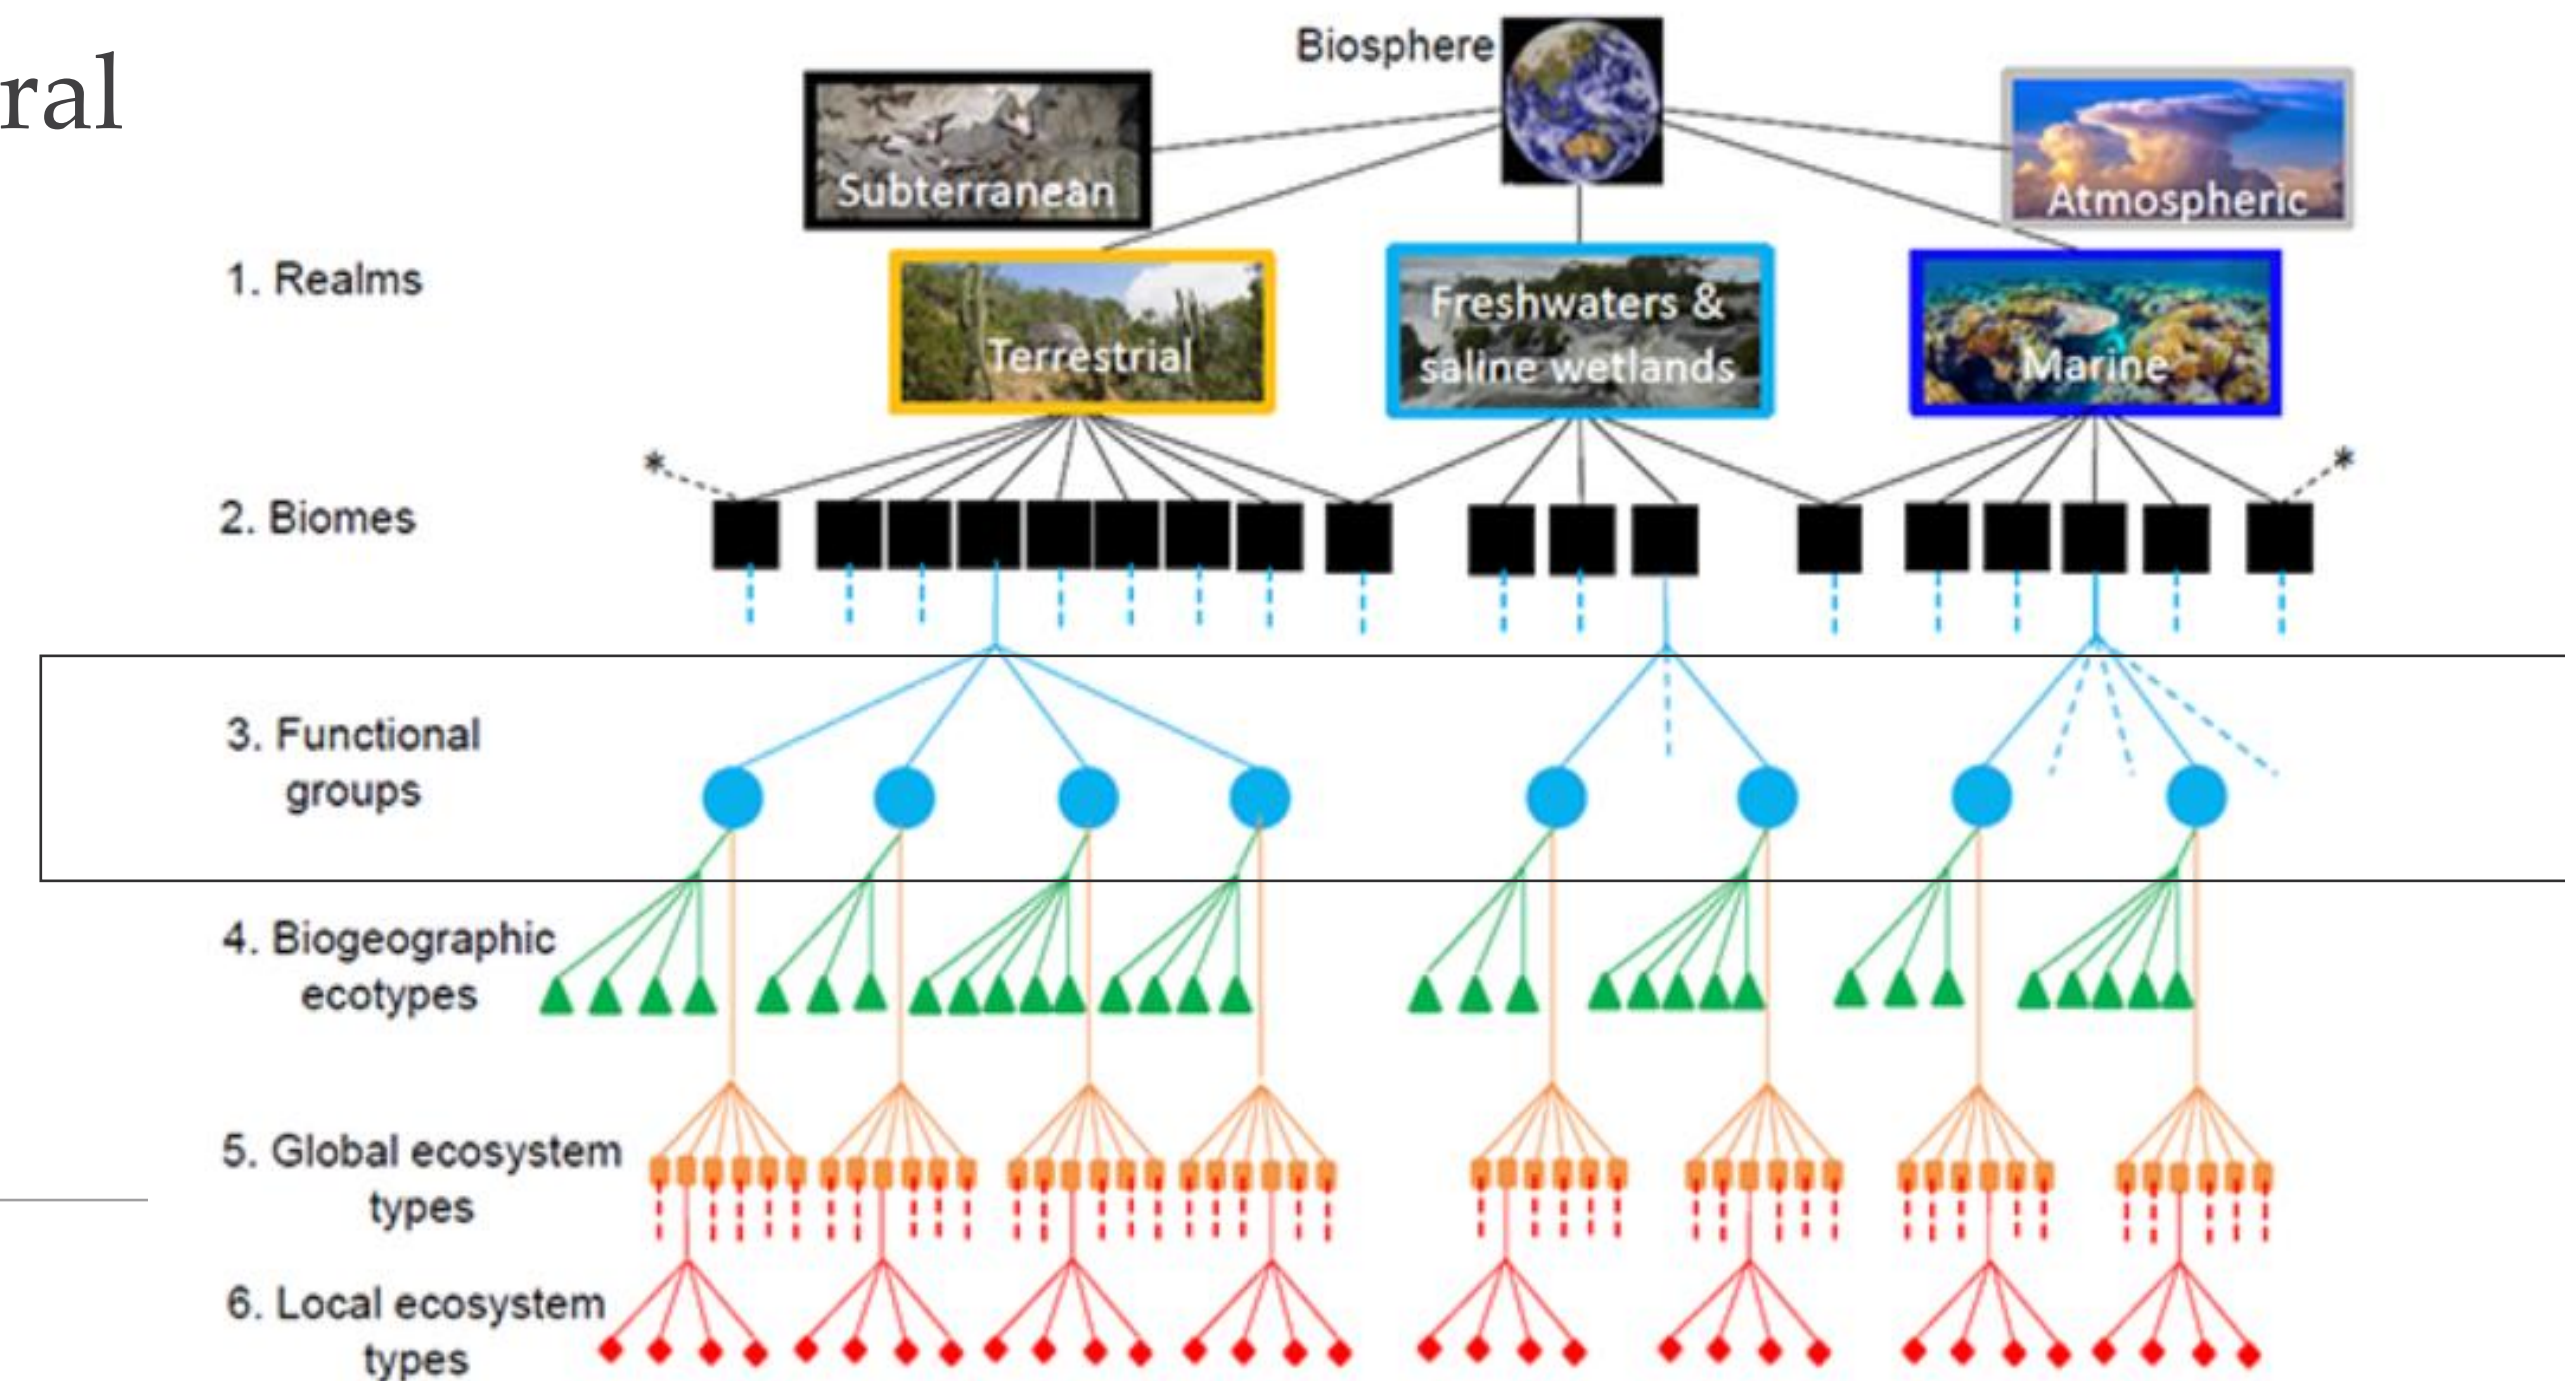 ral
Biosphere
Subterranean
Atmospheric
1. Realms
Terrestrial
Freshwaters &
saline wetlands
Marine
*
*
2. Biomes
3. Functional
groups
4. Biogeographic
ecotypes
5. Global ecosystem
types
6. Local ecosystem
types